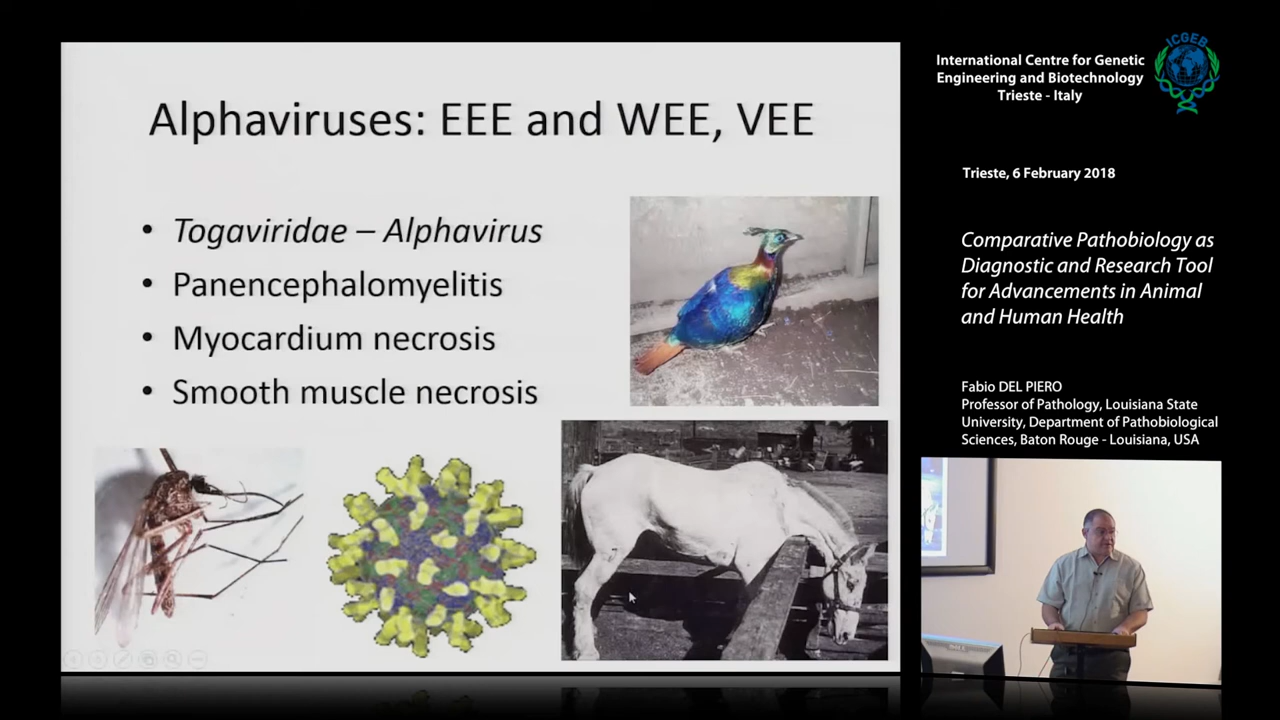 Alphaviruses: EEE and WEE, VEE
• Togaviridae – Alphavirus
• Panencephalomyelitis
• Myocardium necrosis
• Smooth muscle necrosis
International Centre for Genetic
Engineering and Biotechnology
Trieste - Italy
ICGEB
Trieste, 6 February 2018
Comparative Pathobiology as
Diagnostic and Research Tool
for Advancements in Animal
and Human Health
Fabio DEL PIERO
Professor of Pathology, Louisiana State
University, Department of Pathobiological
Sciences, Baton Rouge - Louisiana, USA